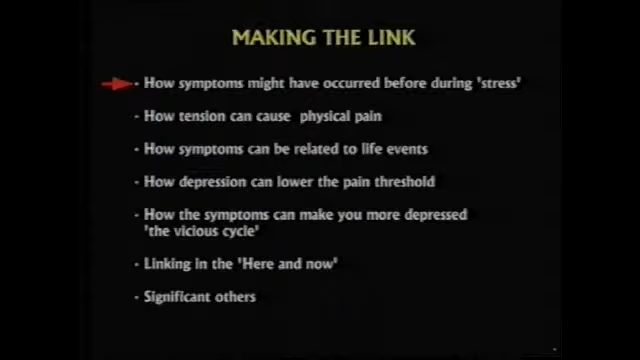 MAKING THE LINK
- How symptoms might have occurred before during 'stress'
- How tension can cause physical pain
- How symptoms can be related to life events
- How depression can lower the pain threshold
- How the symptoms can make you more depressed
'the vicious cycle'
- Linking in the 'Here and now'
- Significant others